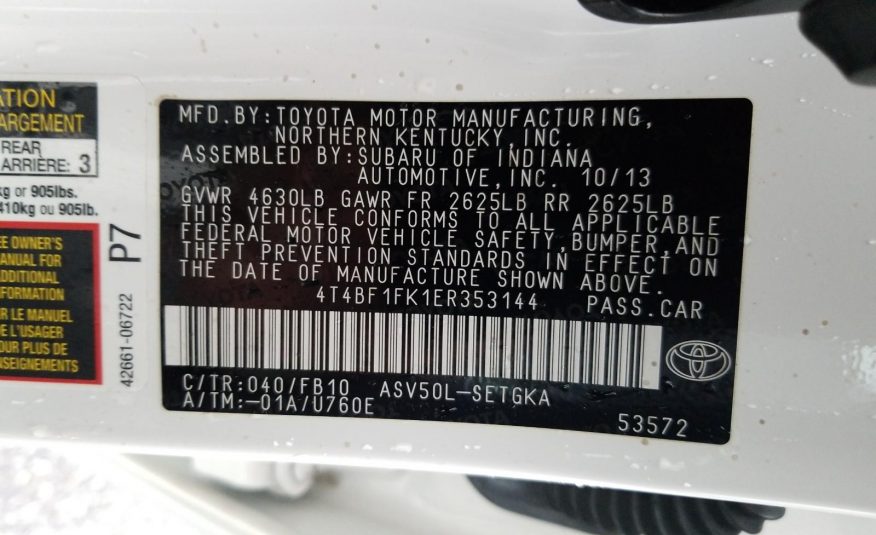 ATION
ARGEMENT
REAR
ARRIÈRE: 3
kg or 905lbs.
410kg ou 905lb.
EE OWNER'S
MANUAL FOR
ADDITIONAL
INFORMATION
R LE MANUEL
E L'USAGER
OUR PLUS DE
NSEIGNEMENTS
P7
42661-06722
MFD.BY:TOYOTA MOTOR MANUFACTURING,
NORTHERN KENTUCKY,INC.
ASSEMBLED BY:SUBARU OF INDIANA
AUTOMOTIVE,INC. 10/13
GVWR 4630LB GAWR FR 2625LB RR 2625LB
THIS VEHICLE CONFORMS TO ALL APPLICABLE
FEDERAL MOTOR VEHICLE SAFETY,BUMPER,AND
THEFT PREVENTION STANDARDS IN EFFECT ON
THE DATE OF MANUFACTURE SHOWN ABOVE.
4T4BF1FK1ER353144 PASS.CAR
C/TR:040/FB10 ASV50L-SETGKA
A/TM:-01A/U760E
53572